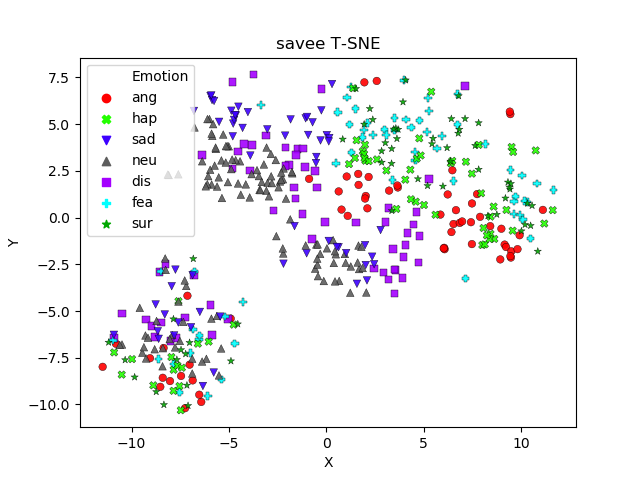 savee T-SNE
Emotion
ang
hap
sad
neu
dis
fea
sur
7.5
5.0
2.5
0.0
−2.5
−5.0
−7.5
−10.0
Y
−10 −5 0 5 10
X